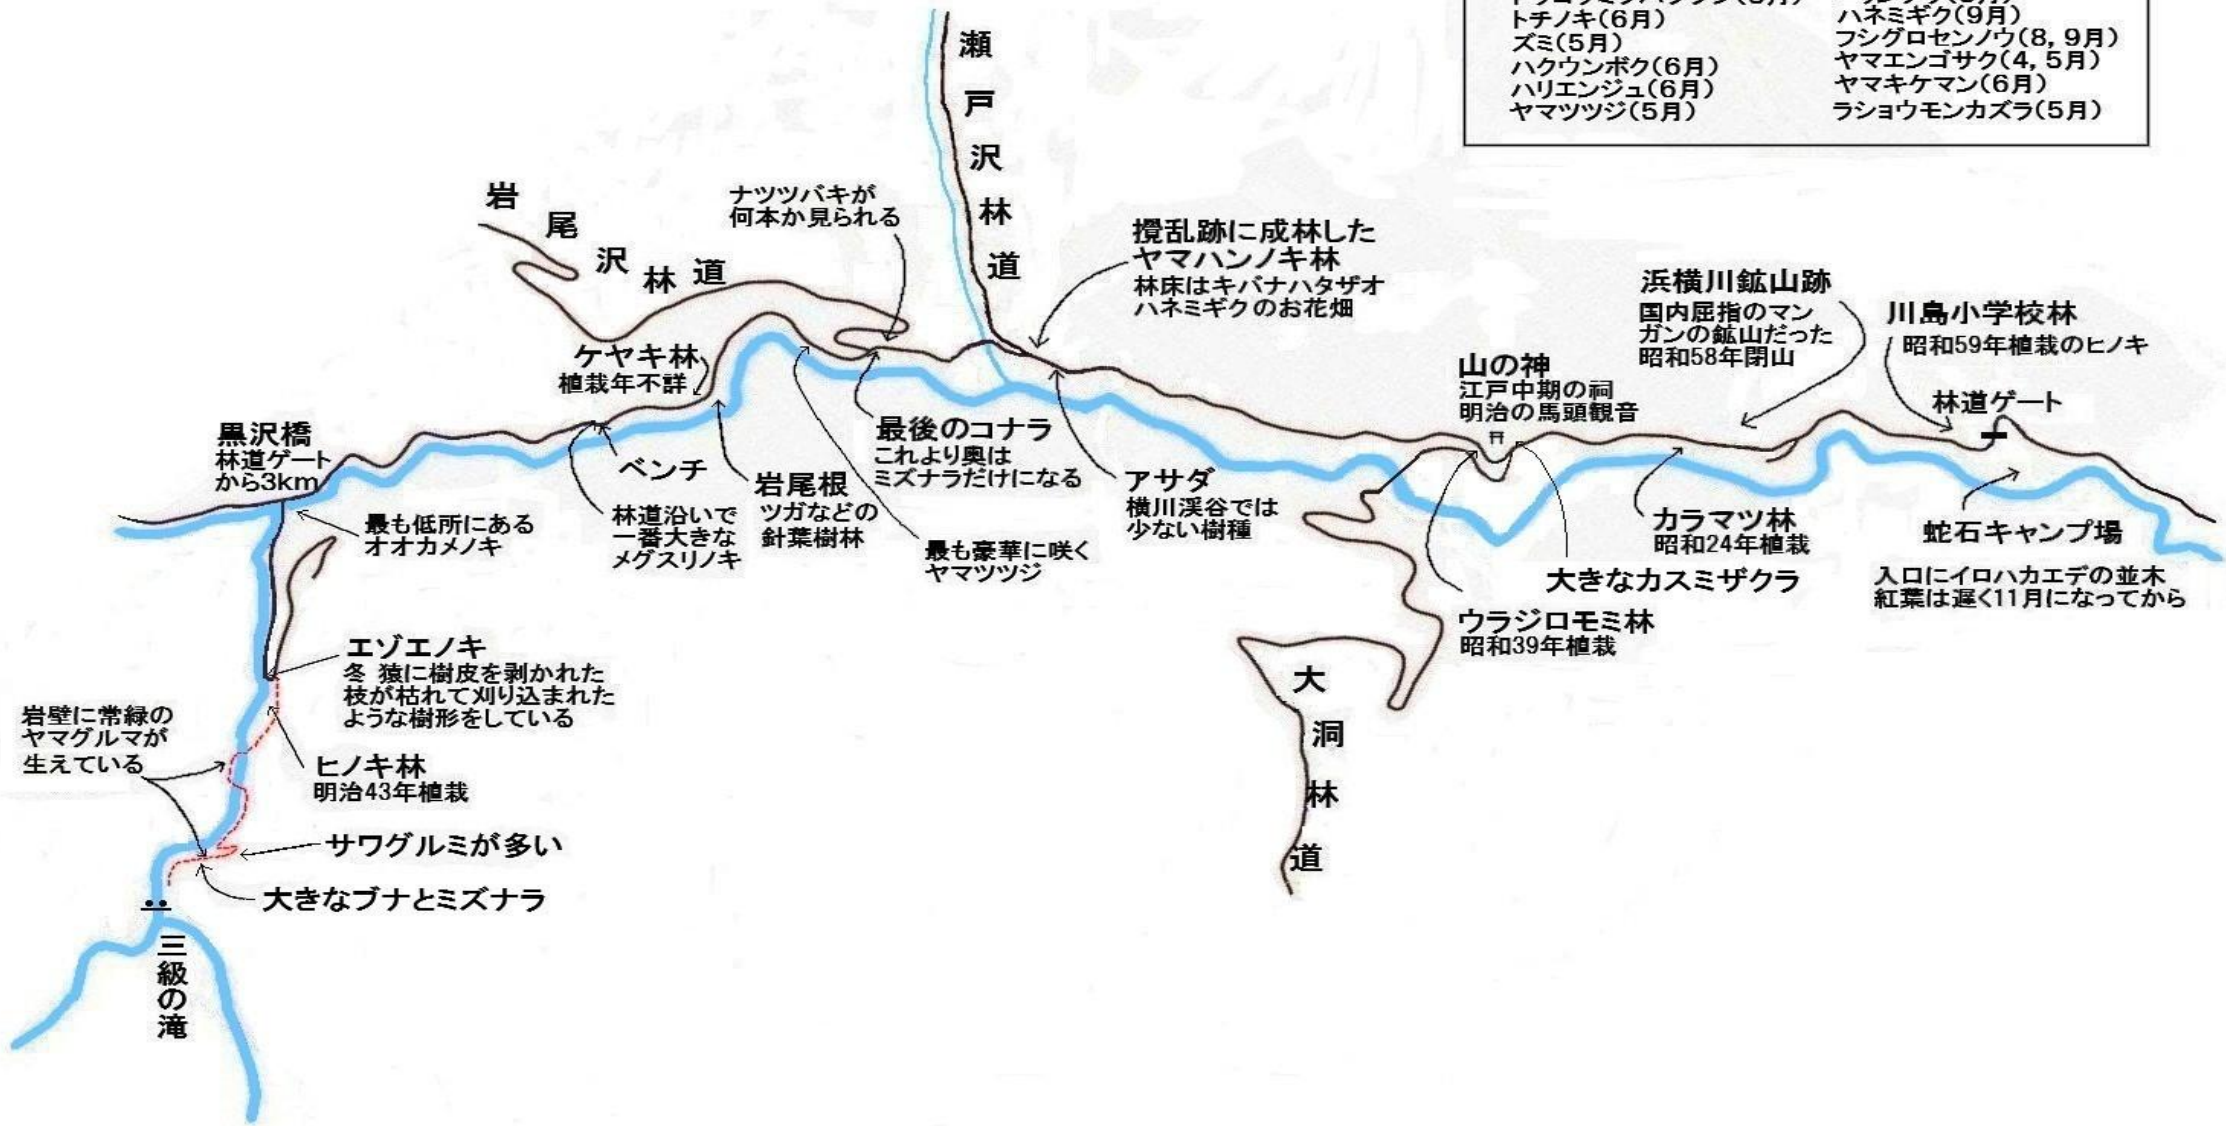 トチノキ(6月)
ズミ(5月)
ハクウンボク(6月)
ハリエンジュ(6月)
ヤマツツジ(5月)
ハネミギク(9月)
フシグロセンノウ(8, 9月)
ヤマエンゴサク(4, 5月)
ヤマキケマン(6月)
ラショウモンカズラ(5月)
瀬戸沢林道
岩尾沢林道
ナツツバキが
何本か見られる
攪乱跡に成林した
ヤマハンノキ林
林床はキバナハタザオ
ハネミギクのお花畑
浜横川鉱山跡
国内屈指のマン
ガンの鉱山だった
昭和58年閉山
川島小学校林
昭和59年植栽のヒノキ
林道ゲート
山の神
江戸中期の祠
明治の馬頭観音
ケヤキ林
植栽年不詳
黒沢橋
林道ゲート
から3km
最後のコナラ
これより奥は
ミズナラだけになる
ベンチ
岩尾根
ツガなどの
針葉樹林
アサダ
横川渓谷では
少ない樹種
林道沿いで
一番大きな
メグスリノキ
最も低所にある
オオカメノキ
最も豪華に咲く
ヤマツツジ
カラマツ林
昭和24年植栽
蛇石キャンプ場
入口にイロハカエデの並木
紅葉は遅く11月になってから
大きなカスミザクラ
ウラジロモミ林
昭和39年植栽
大洞林道
エゾエノキ
冬 猿に樹皮を剥かれた
枝が枯れて刈り込まれた
ような樹形をしている
岩壁に常緑の
ヤマグルマが
生えている
ヒノキ林
明治43年植栽
サワグルミが多い
大きなブナとミズナラ
三級の滝